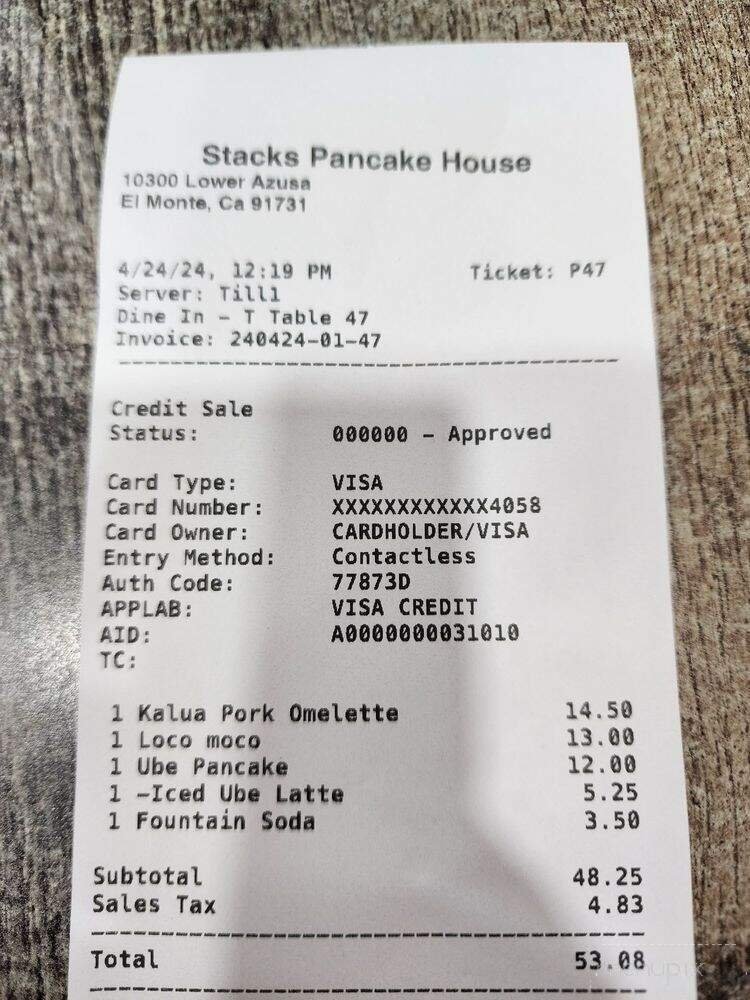 Stacks Pancake House
10300 Lower Azusa
El Monte, Ca 91731
4/24/24, 12:19 PM Ticket: P47
Server: Till1
Dine In – T Table 47
Invoice: 240424-01-47
Credit Sale
Status: 000000 – Approved
Card Type: VISA
Card Number: XXXXXXXXXXXX4058
Card Owner: CARDHOLDER/VISA
Entry Method: Contactless
Auth Code: 77873D
APPLAB: VISA CREDIT
AID: A0000000031010
TC:
1 Kalua Pork Omelette 14.50
1 Loco moco 13.00
1 Ube Pancake 12.00
1 –Iced Ube Latte 5.25
1 Fountain Soda 3.50
Subtotal 48.25
Sales Tax 4.83
Total 53.08